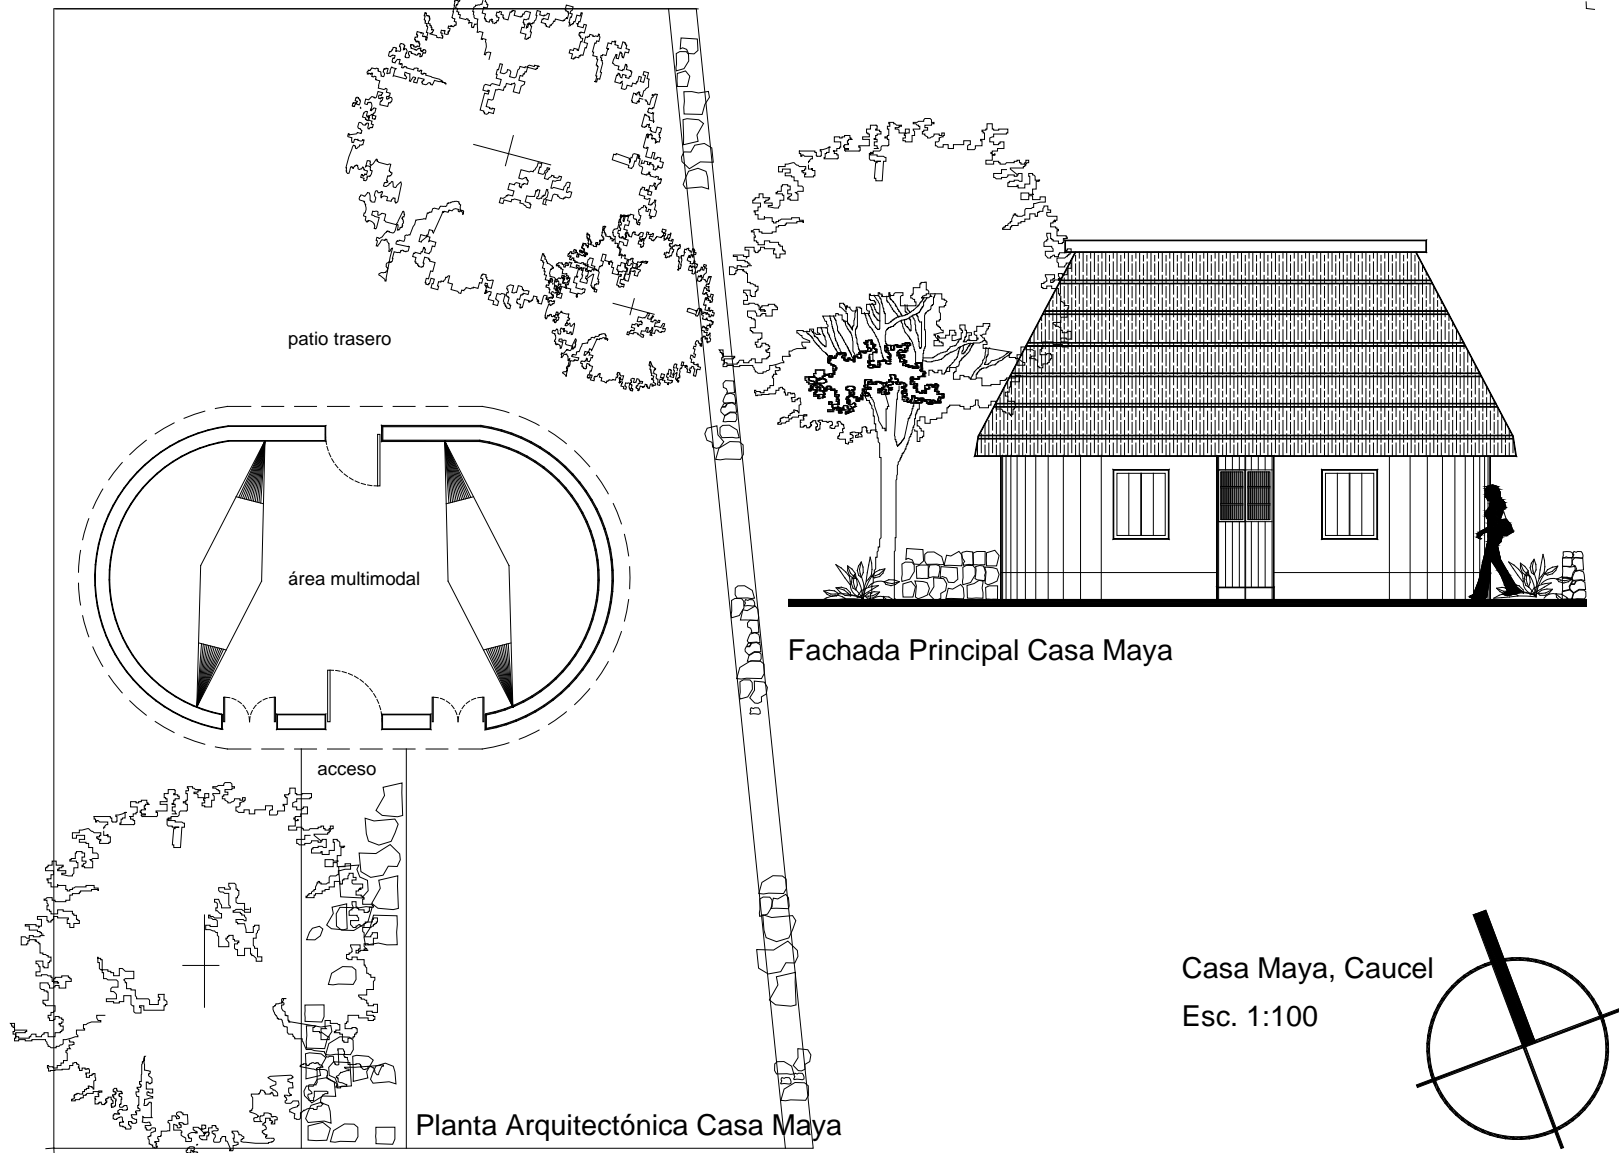 patio trasero
área multimodal
acceso
Planta Arquitectónica Casa Maya
Fachada Principal Casa Maya
Casa Maya, Caucel
Esc. 1:100